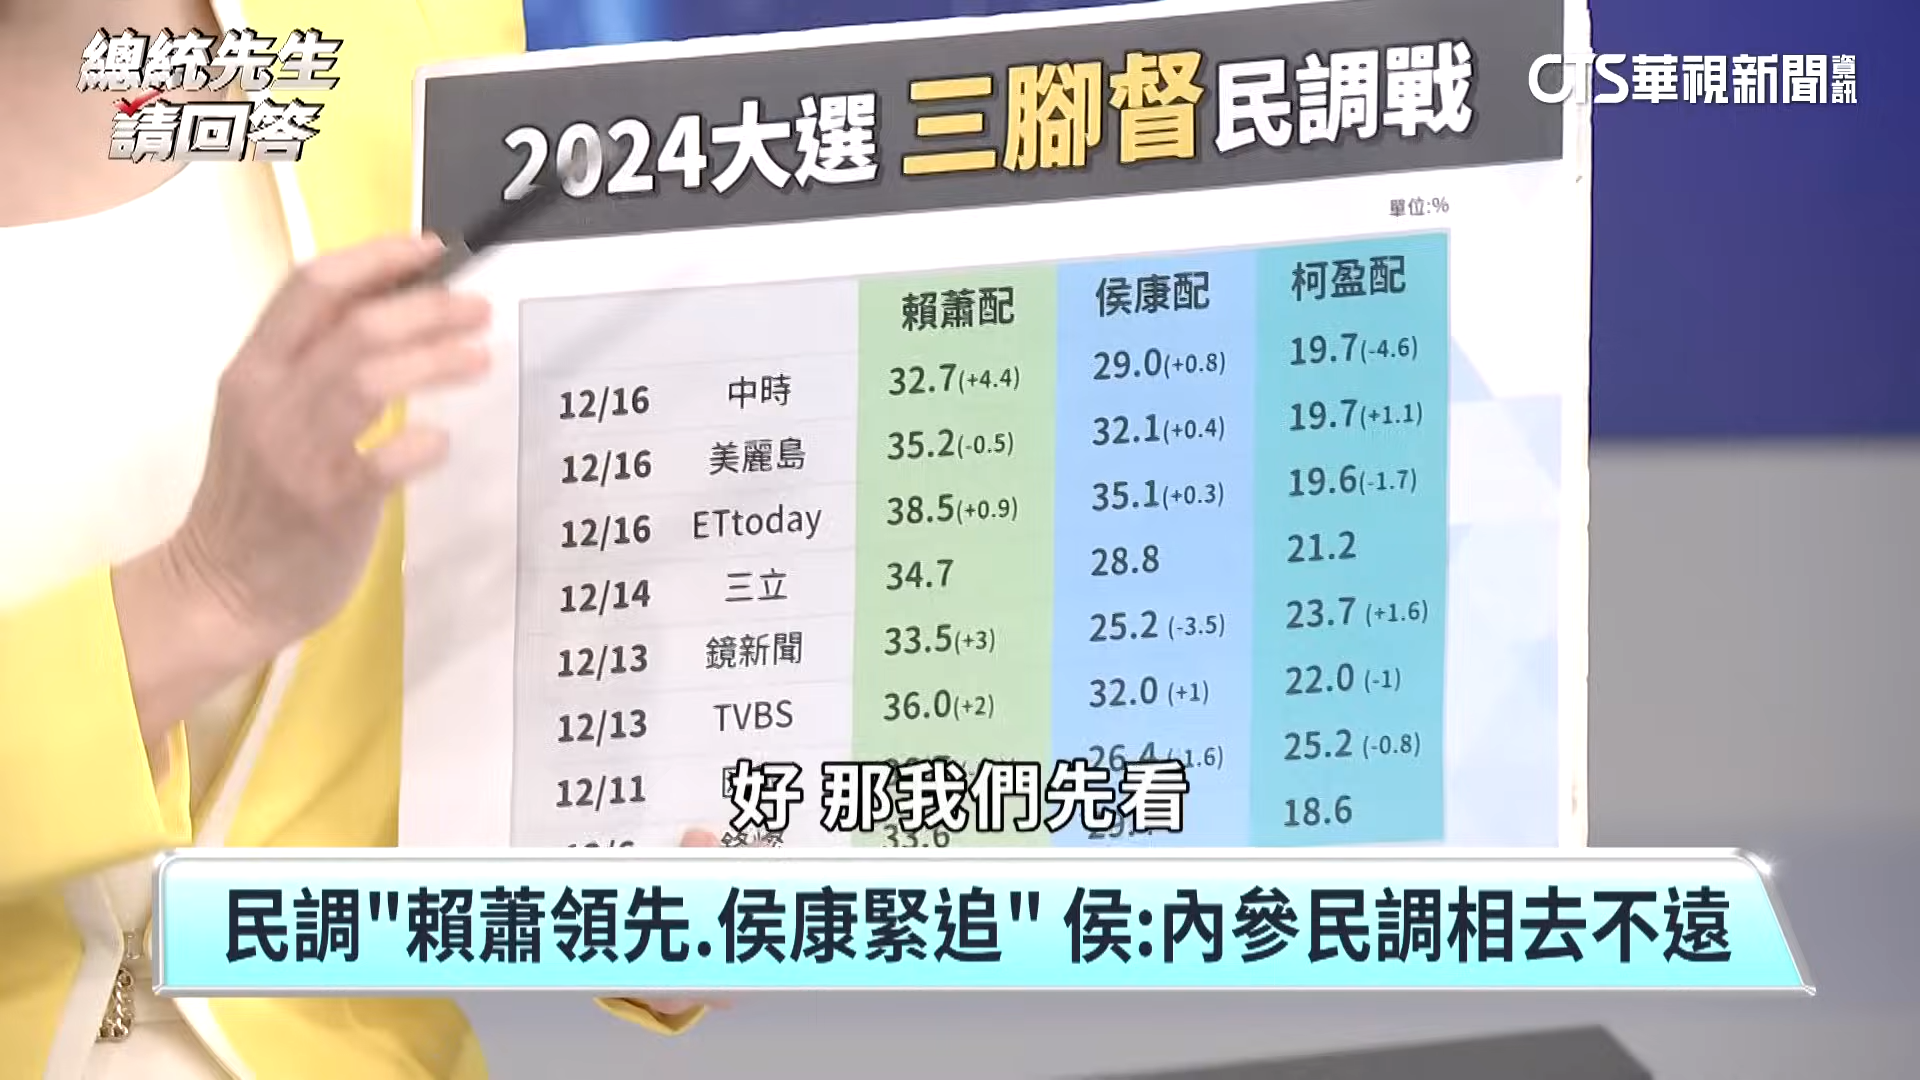 總統先生
請回答
CTS華視新聞資訊
2024大選 三腳督民調戰
單位:%
賴蕭配 侯康配 柯盈配
12/16 中時 32.7(+4.4) 29.0(+0.8) 19.7(-4.6)
12/16 美麗島 35.2(-0.5) 32.1(+0.4) 19.7(+1.1)
12/16 ETtoday 38.5(+0.9) 35.1(+0.3) 19.6(-1.7)
12/14 三立 34.7 28.8 21.2
12/13 鏡新聞 33.5(+3) 25.2 (-3.5) 23.7 (+1.6)
12/13 TVBS 36.0(+2) 32.0 (+1) 22.0 (-1)
12/11 26.4 25.2 (-0.8)
33.6 18.6
好 那我們先看
民調"賴蕭領先.侯康緊追" 侯:內參民調相去不遠